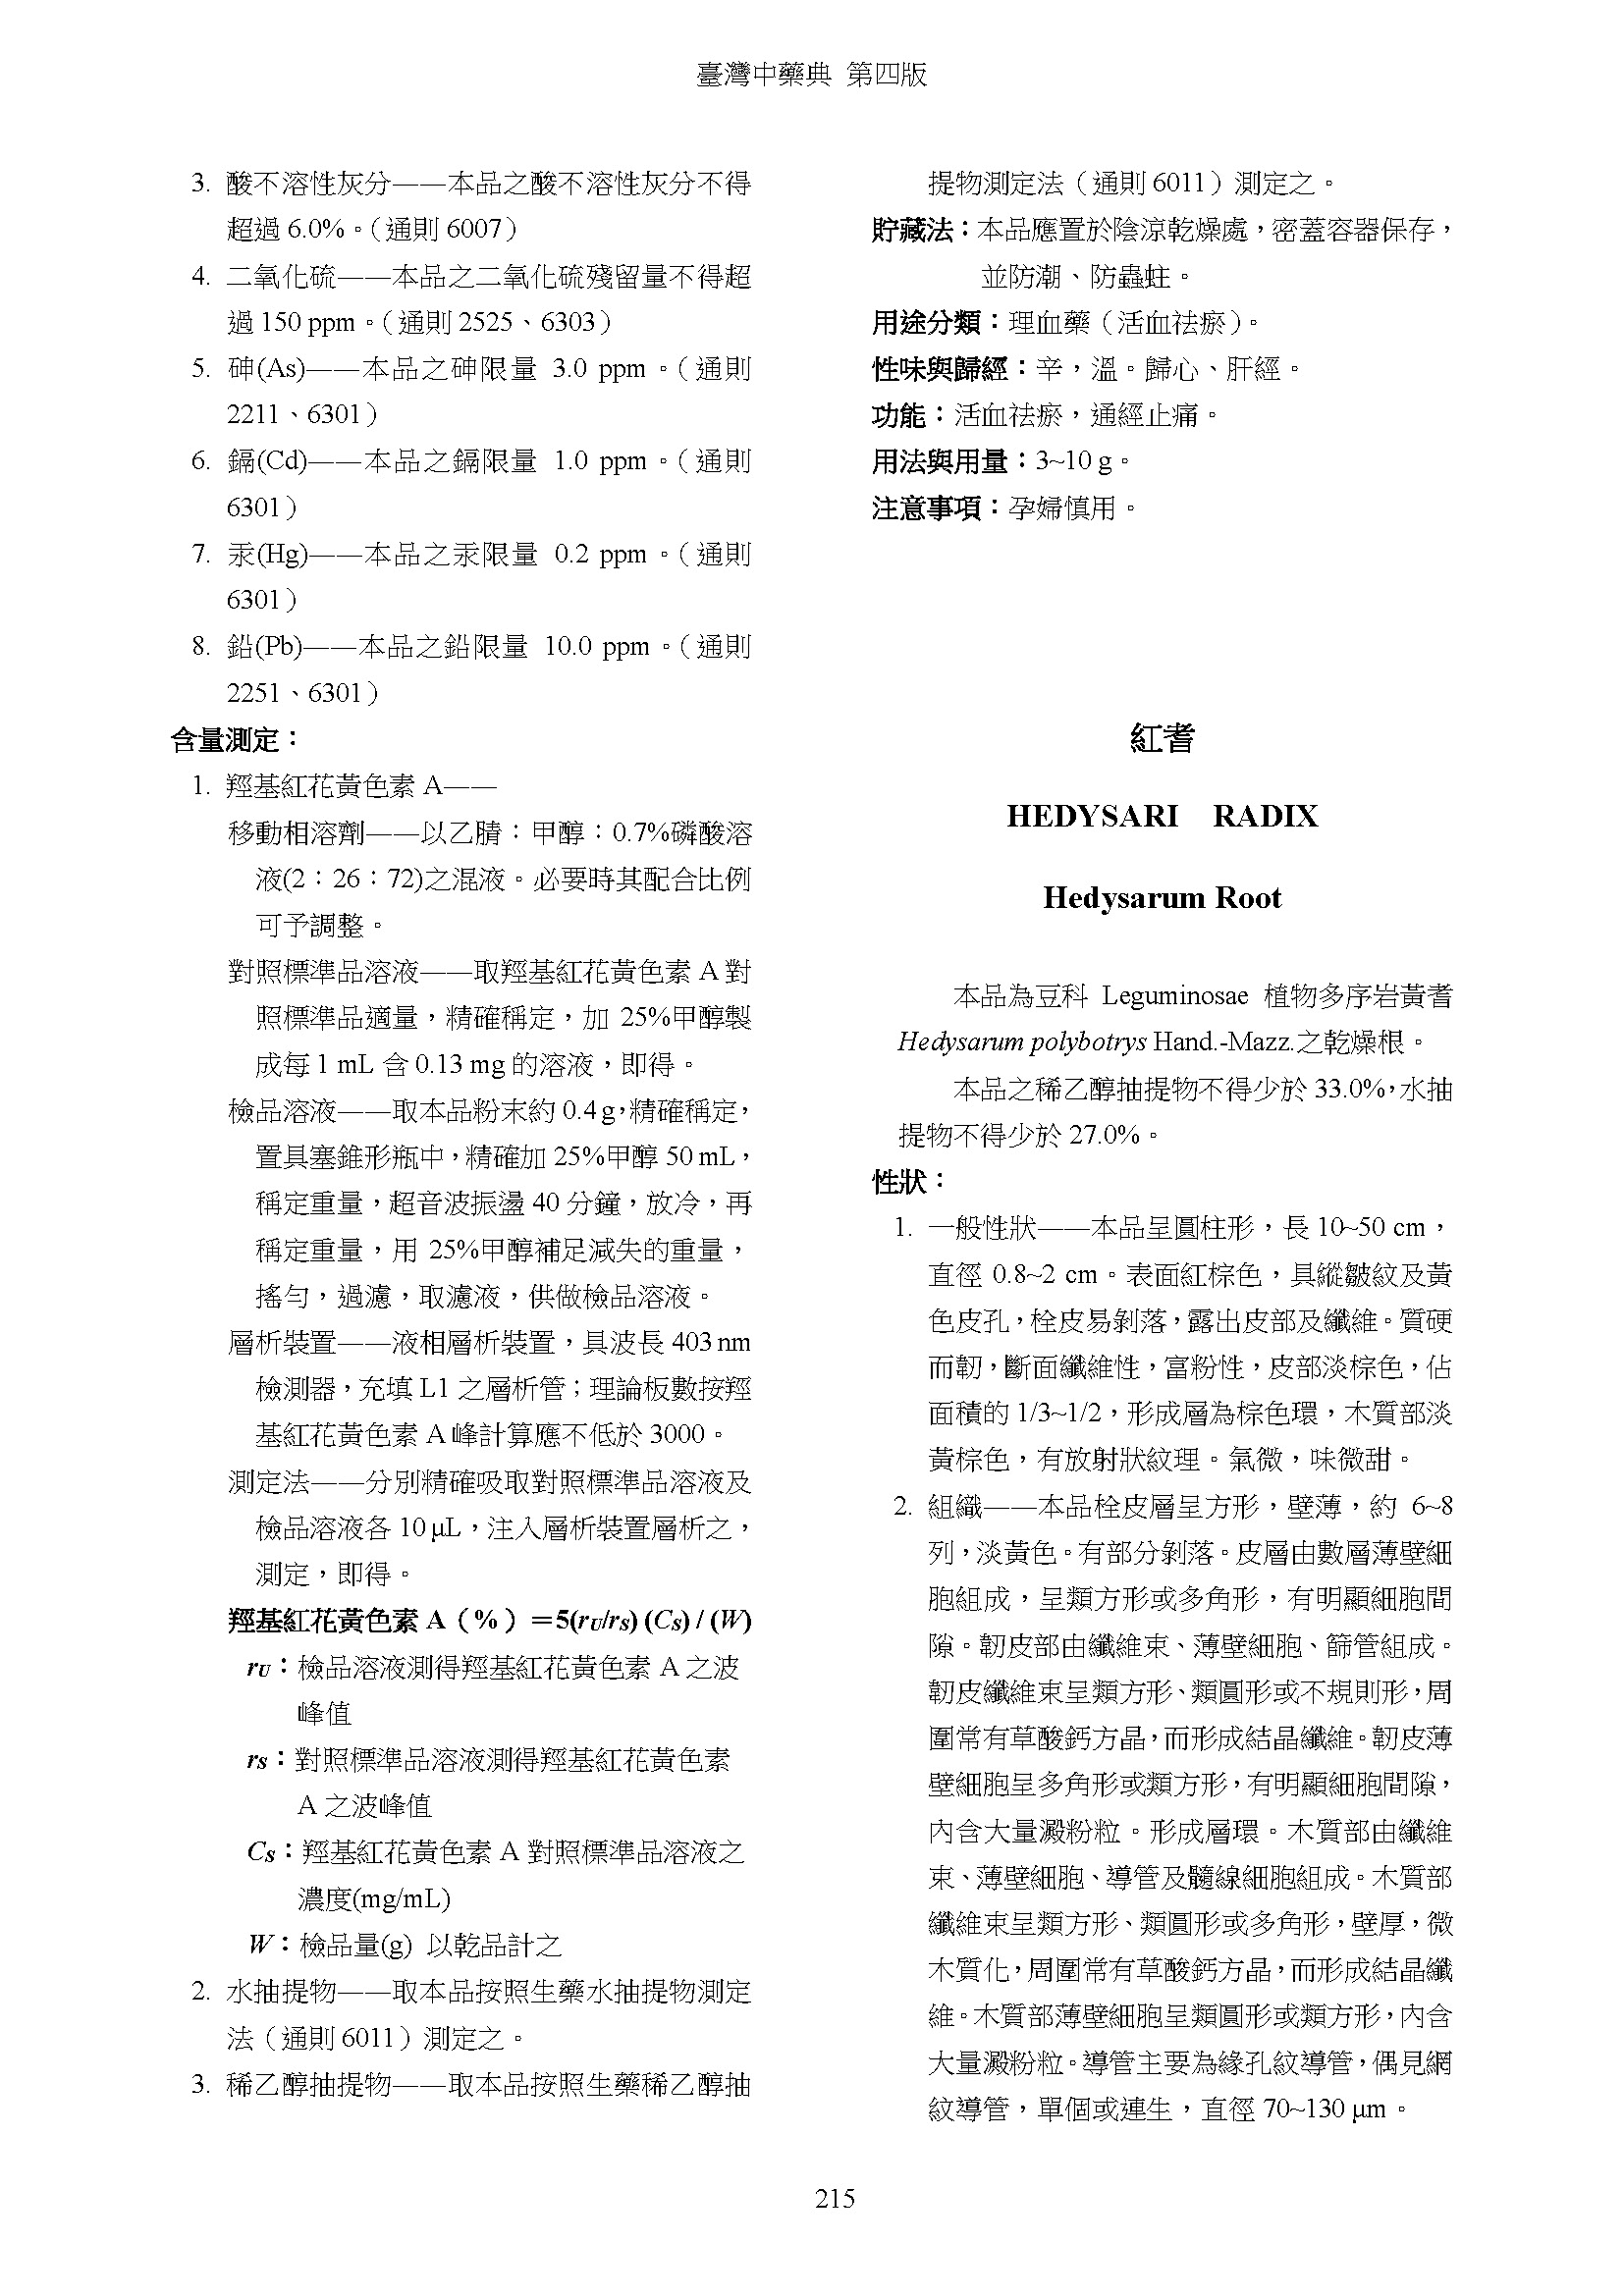 臺灣中藥典 第四版
3. 酸不溶性灰分——本品之酸不溶性灰分不得
超過 6.0%。（通則 6007）
4. 二氧化硫——本品之二氧化硫殘留量不得超
過 150 ppm。（通則 2525、6303）
5. 砷(As)——本品之砷限量 3.0 ppm。（通則
2211、6301）
6. 鎘(Cd)——本品之鎘限量 1.0 ppm。（通則
6301）
7. 汞(Hg)——本品之汞限量 0.2 ppm。（通則
6301）
8. 鉛(Pb)——本品之鉛限量 10.0 ppm。（通則
2251、6301）
含量測定：
1. 羥基紅花黃色素 A——
移動相溶劑——以乙腈：甲醇：0.7%磷酸溶
液(2：26：72)之混液。必要時其配合比例
可予調整。
對照標準品溶液——取羥基紅花黃色素 A 對
照標準品適量，精確稱定，加 25%甲醇製
成每 1 mL 含 0.13 mg 的溶液，即得。
檢品溶液——取本品粉末約 0.4 g，精確稱定，
置具塞錐形瓶中，精確加 25%甲醇 50 mL，
稱定重量，超音波振盪 40 分鐘，放冷，再
稱定重量，用 25%甲醇補足減失的重量，
搖勻，過濾，取濾液，供做檢品溶液。
層析裝置——液相層析裝置，具波長 403 nm
檢測器，充填 L1 之層析管；理論板數按羥
基紅花黃色素 A 峰計算應不低於 3000。
測定法——分別精確吸取對照標準品溶液及
檢品溶液各 10 μL，注入層析裝置層析之，
測定，即得。
羥基紅花黃色素 A（%）＝5(rU/rS) (CS) / (W)
rU：檢品溶液測得羥基紅花黃色素 A 之波
峰值
rS：對照標準品溶液測得羥基紅花黃色素
A 之波峰值
CS：羥基紅花黃色素 A 對照標準品溶液之
濃度(mg/mL)
W：檢品量(g) 以乾品計之
2. 水抽提物——取本品按照生藥水抽提物測定
法（通則 6011）測定之。
3. 稀乙醇抽提物——取本品按照生藥稀乙醇抽
提物測定法（通則 6011）測定之。
貯藏法：本品應置於陰涼乾燥處，密蓋容器保存，
並防潮、防蟲蛀。
用途分類：理血藥（活血祛瘀）。
性味與歸經：辛，溫。歸心、肝經。
功能：活血祛瘀，通經止痛。
用法與用量：3~10 g。
注意事項：孕婦慎用。
紅耆
HEDYSARI RADIX
Hedysarum Root
本品為豆科 Leguminosae 植物多序岩黃耆
Hedysarum polybotrys Hand.-Mazz.之乾燥根。
本品之稀乙醇抽提物不得少於 33.0%，水抽
提物不得少於 27.0%。
性狀：
1. 一般性狀——本品呈圓柱形，長 10~50 cm，
直徑 0.8~2 cm。表面紅棕色，具縱皺紋及黃
色皮孔，栓皮易剝落，露出皮部及纖維。質硬
而韌，斷面纖維性，富粉性，皮部淡棕色，佔
面積的 1/3~1/2，形成層為棕色環，木質部淡
黃棕色，有放射狀紋理。氣微，味微甜。
2. 組織——本品栓皮層呈方形，壁薄，約 6~8
列，淡黃色。有部分剝落。皮層由數層薄壁細
胞組成，呈類方形或多角形，有明顯細胞間
隙。韌皮部由纖維束、薄壁細胞、篩管組成。
韌皮纖維束呈類方形、類圓形或不規則形，周
圍常有草酸鈣方晶，而形成結晶纖維。韌皮薄
壁細胞呈多角形或類方形，有明顯細胞間隙，
內含大量澱粉粒。形成層環。木質部由纖維
束、薄壁細胞、導管及髓線細胞組成。木質部
纖維束呈類方形、類圓形或多角形，壁厚，微
木質化，周圍常有草酸鈣方晶，而形成結晶纖
維。木質部薄壁細胞呈類圓形或類方形，內含
大量澱粉粒。導管主要為緣孔紋導管，偶見網
紋導管，單個或連生，直徑 70~130 μm。
215